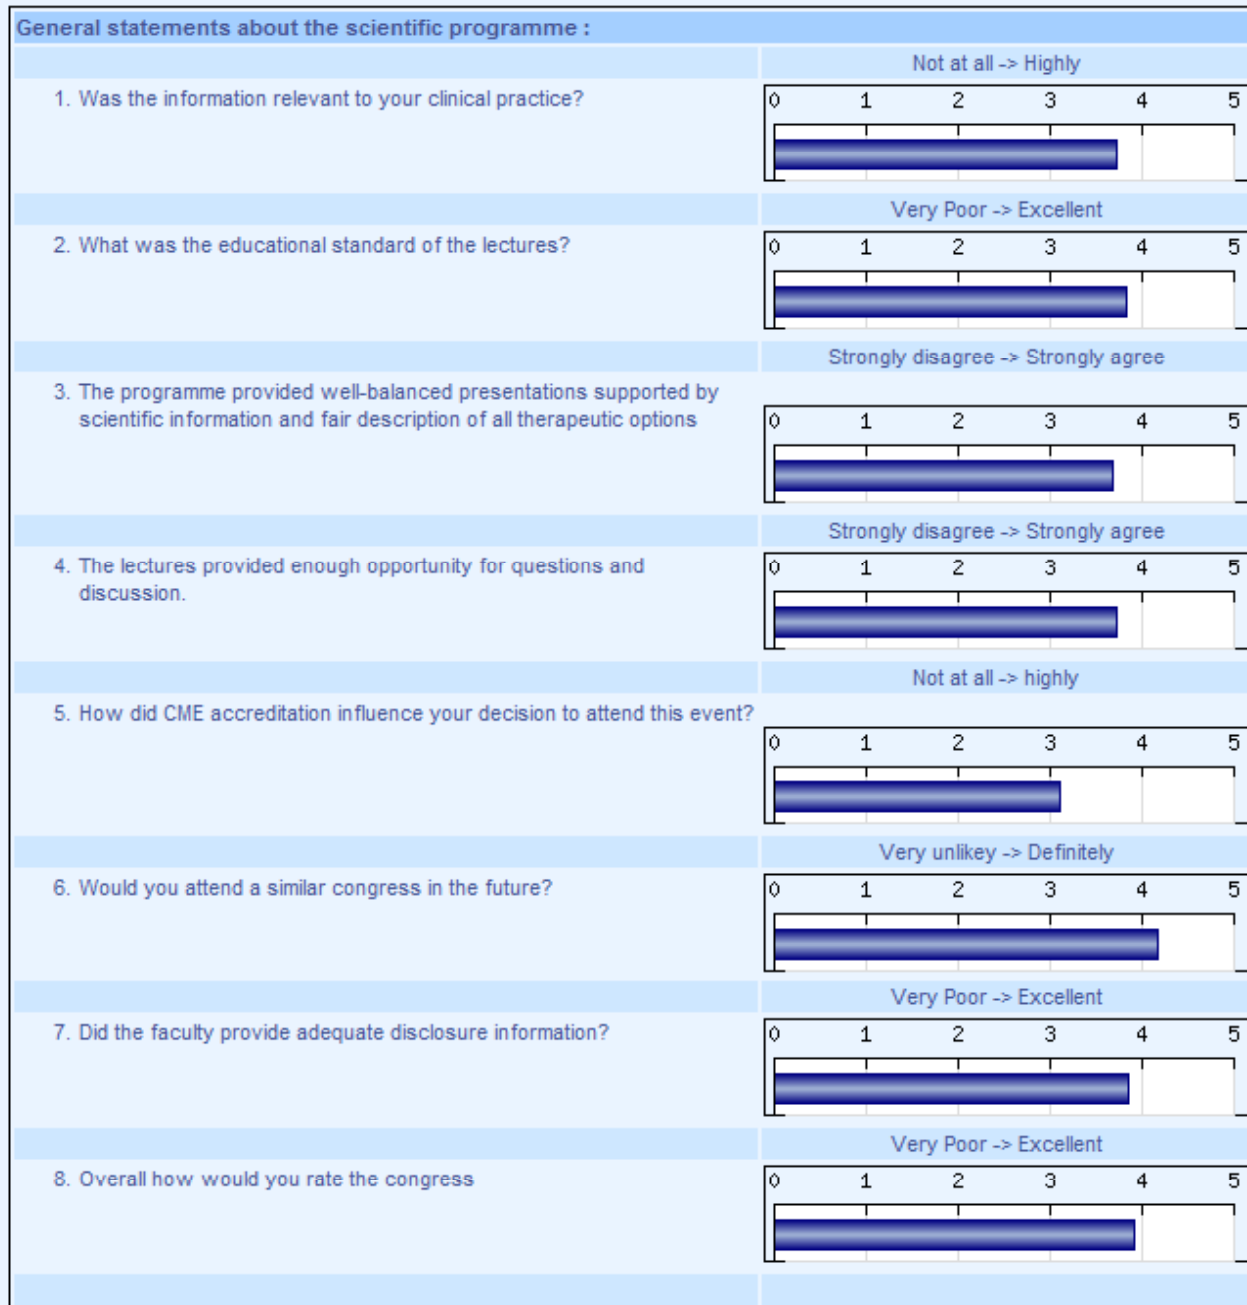 General statements about the scientific programme :
Not at all -> Highly
1. Was the information relevant to your clinical practice?
0 1 2 3 4 5
Very Poor -> Excellent
2. What was the educational standard of the lectures?
0 1 2 3 4 5
Strongly disagree -> Strongly agree
3. The programme provided well-balanced presentations supported by
scientific information and fair description of all therapeutic options
0 1 2 3 4 5
Strongly disagree -> Strongly agree
4. The lectures provided enough opportunity for questions and
discussion.
0 1 2 3 4 5
Not at all -> highly
5. How did CME accreditation influence your decision to attend this event?
0 1 2 3 4 5
Very unlikey -> Definitely
6. Would you attend a similar congress in the future?
0 1 2 3 4 5
Very Poor -> Excellent
7. Did the faculty provide adequate disclosure information?
0 1 2 3 4 5
Very Poor -> Excellent
8. Overall how would you rate the congress
0 1 2 3 4 5